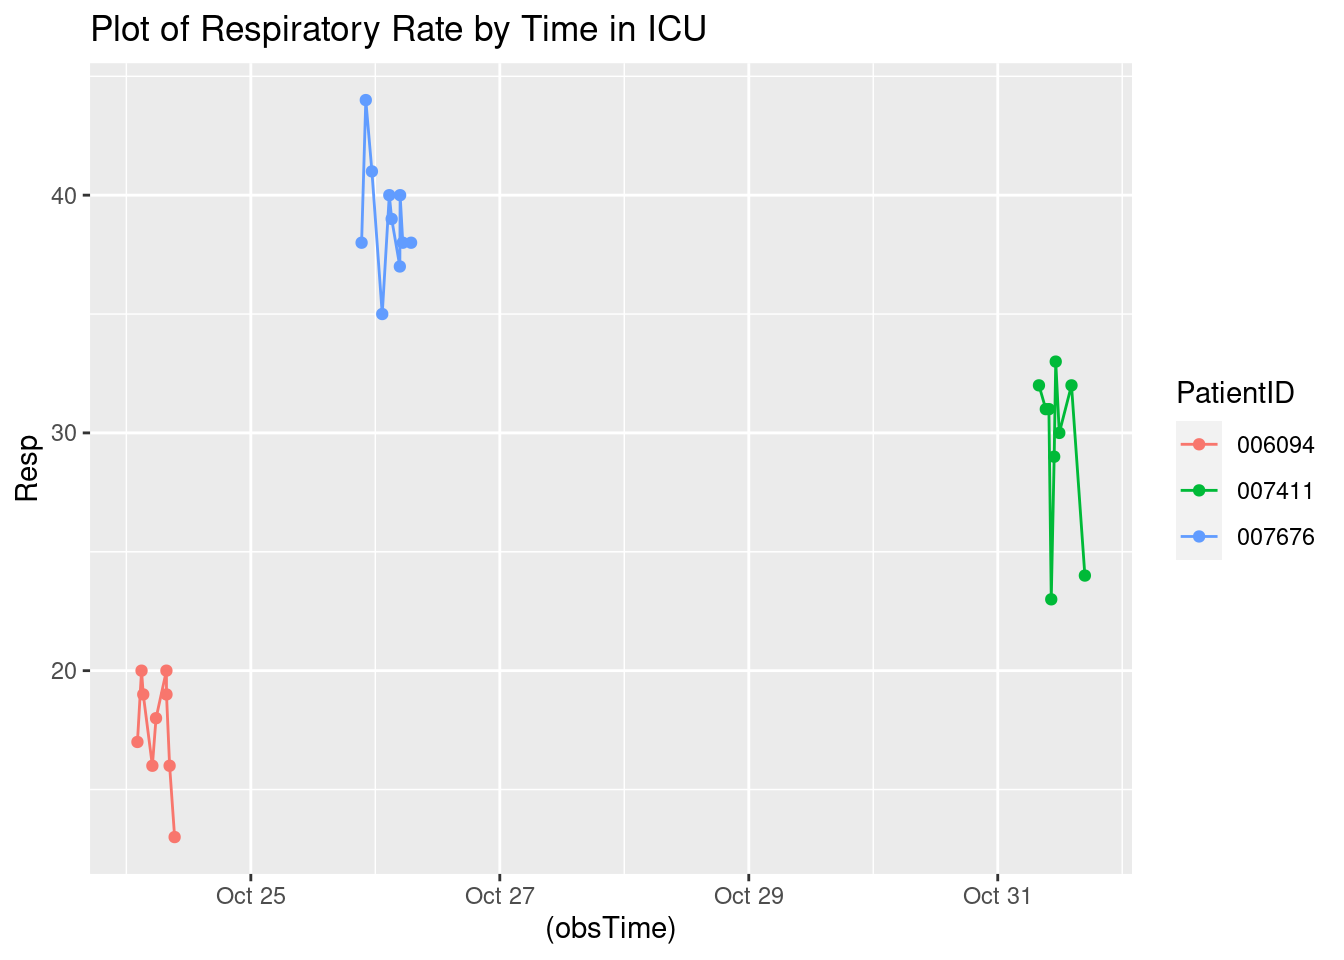 Plot of Respiratory Rate by Time in ICU
Resp
40
30
20
Oct 25
Oct 27
Oct 29
Oct 31
(obsTime)
PatientID
006094
007411
007676